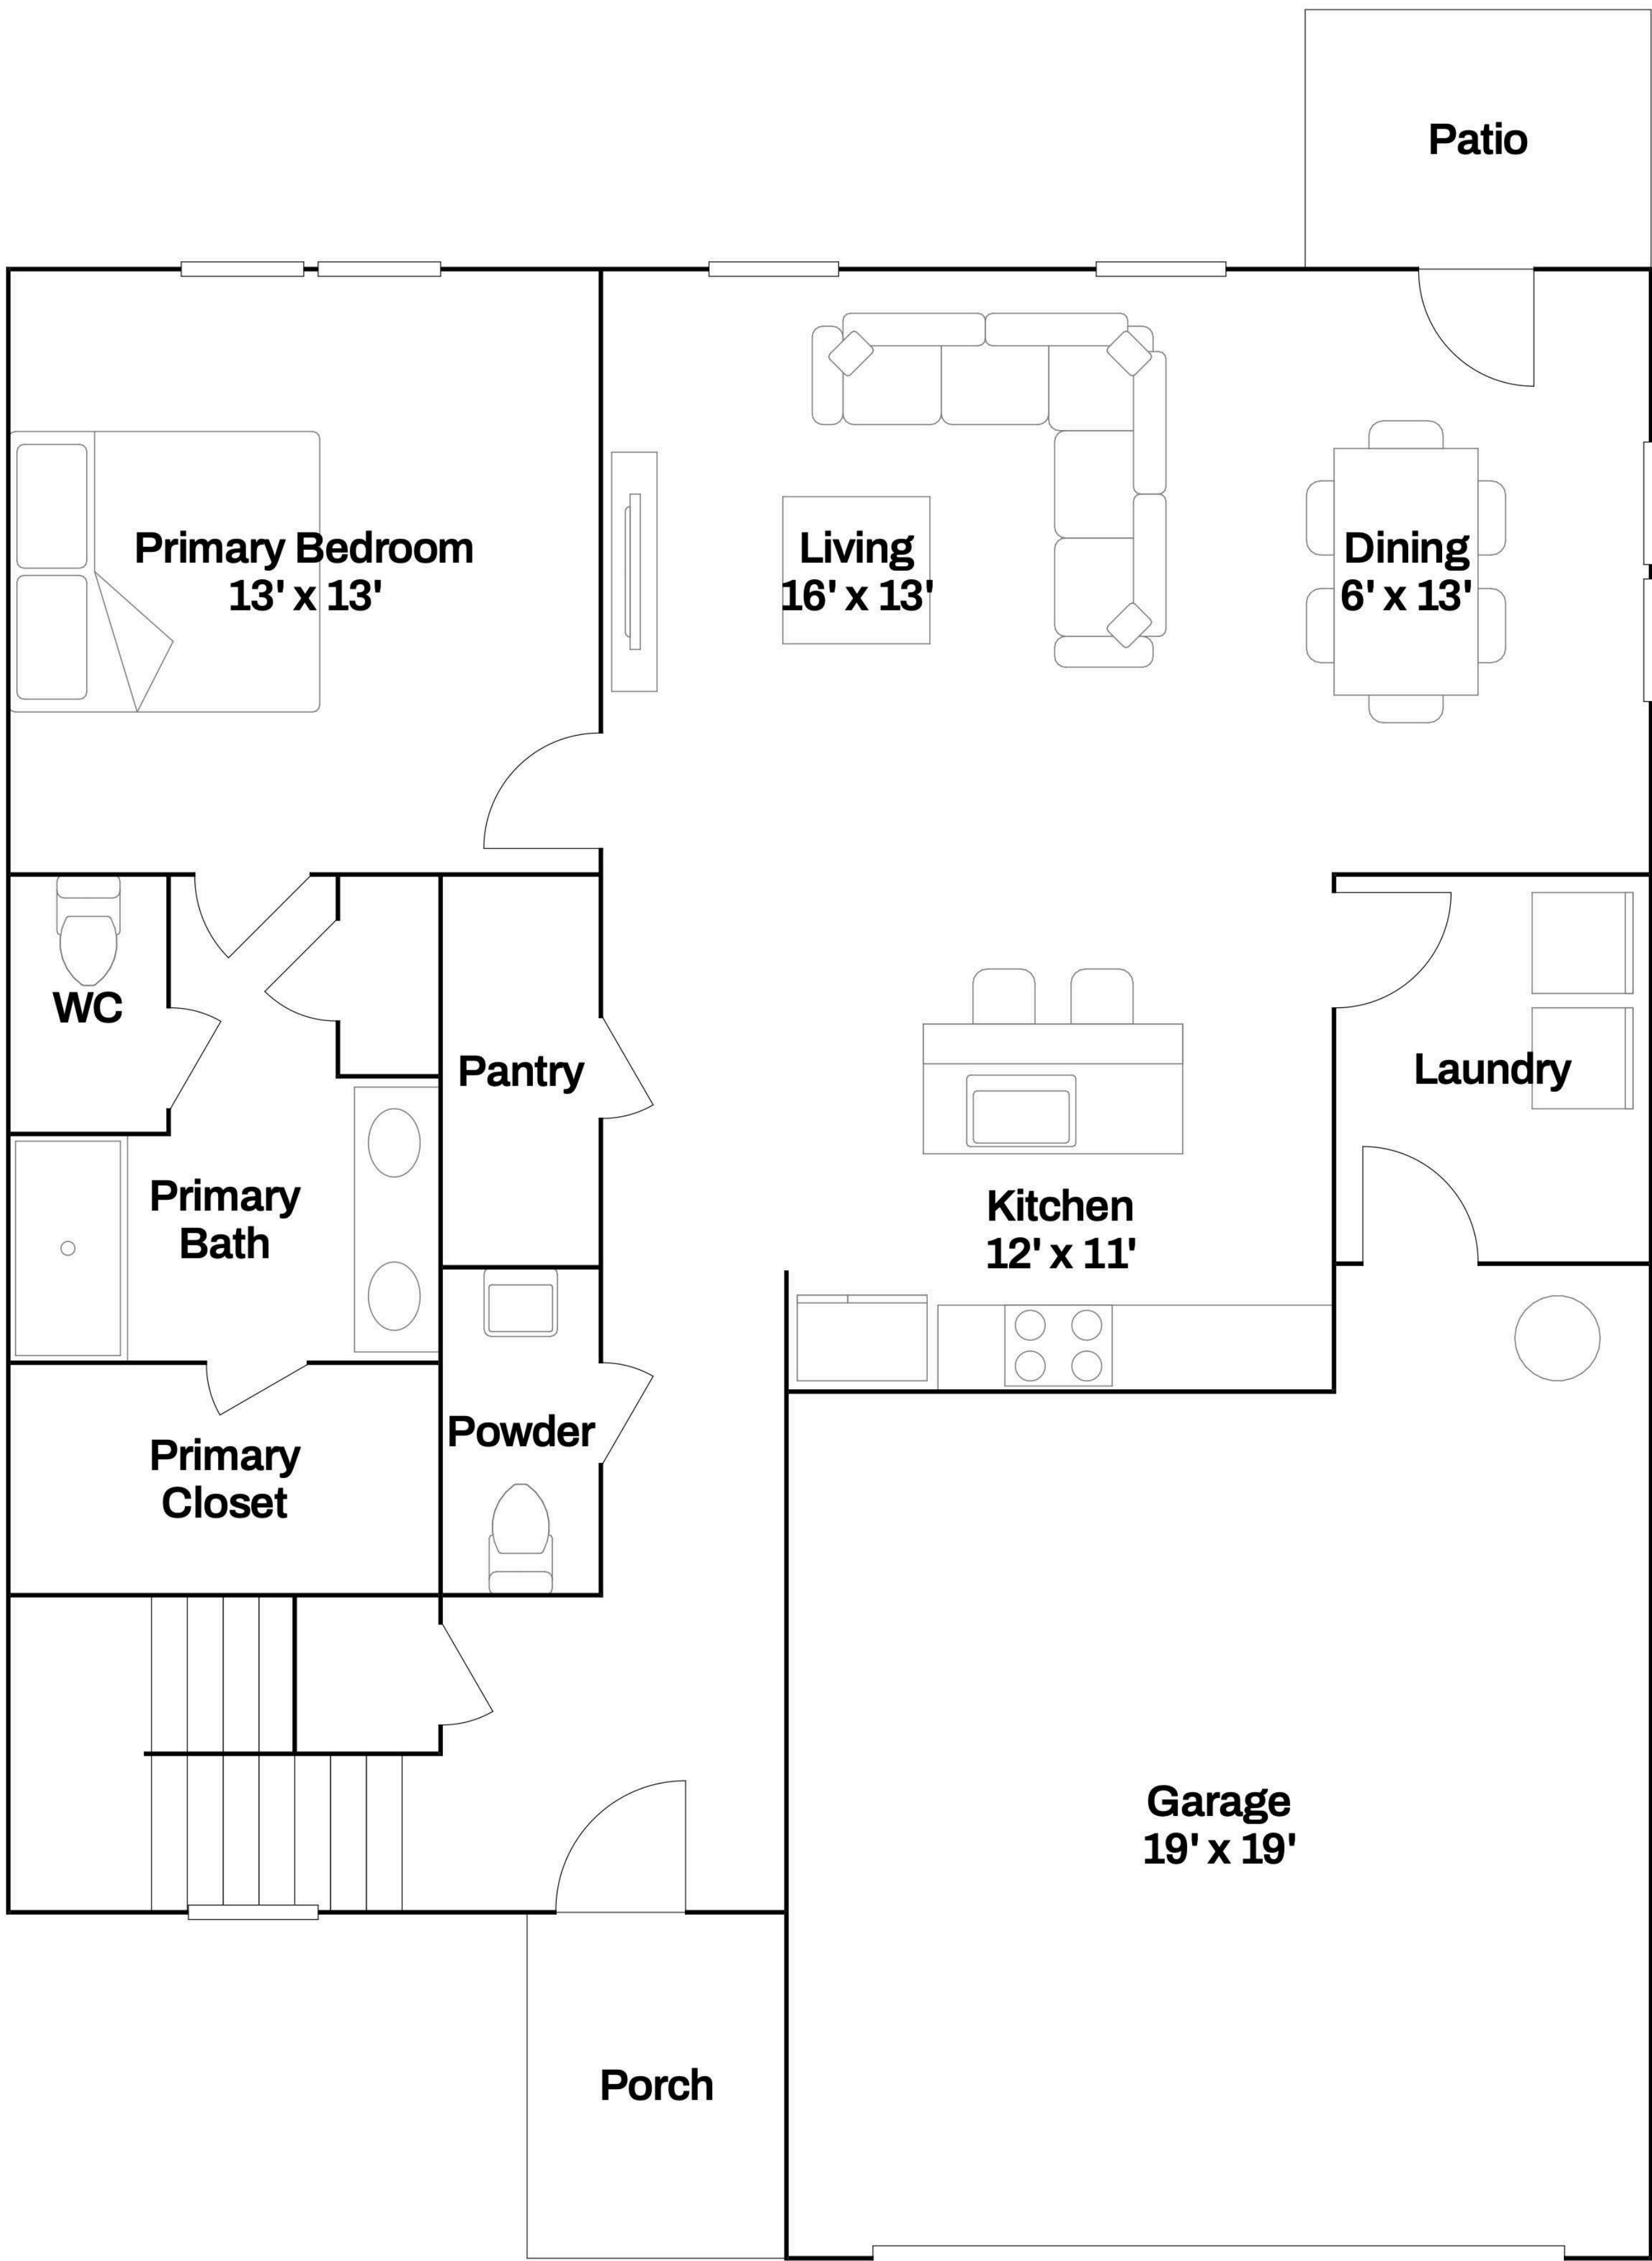 Patio
Primary Bedroom
13' x 13'
Living
16' x 13'
Dining
6' x 13'
WC
Pantry
Laundry
Primary
Bath
Kitchen
12' x 11'
Powder
Primary
Closet
Garage
19' x 19'
Porch